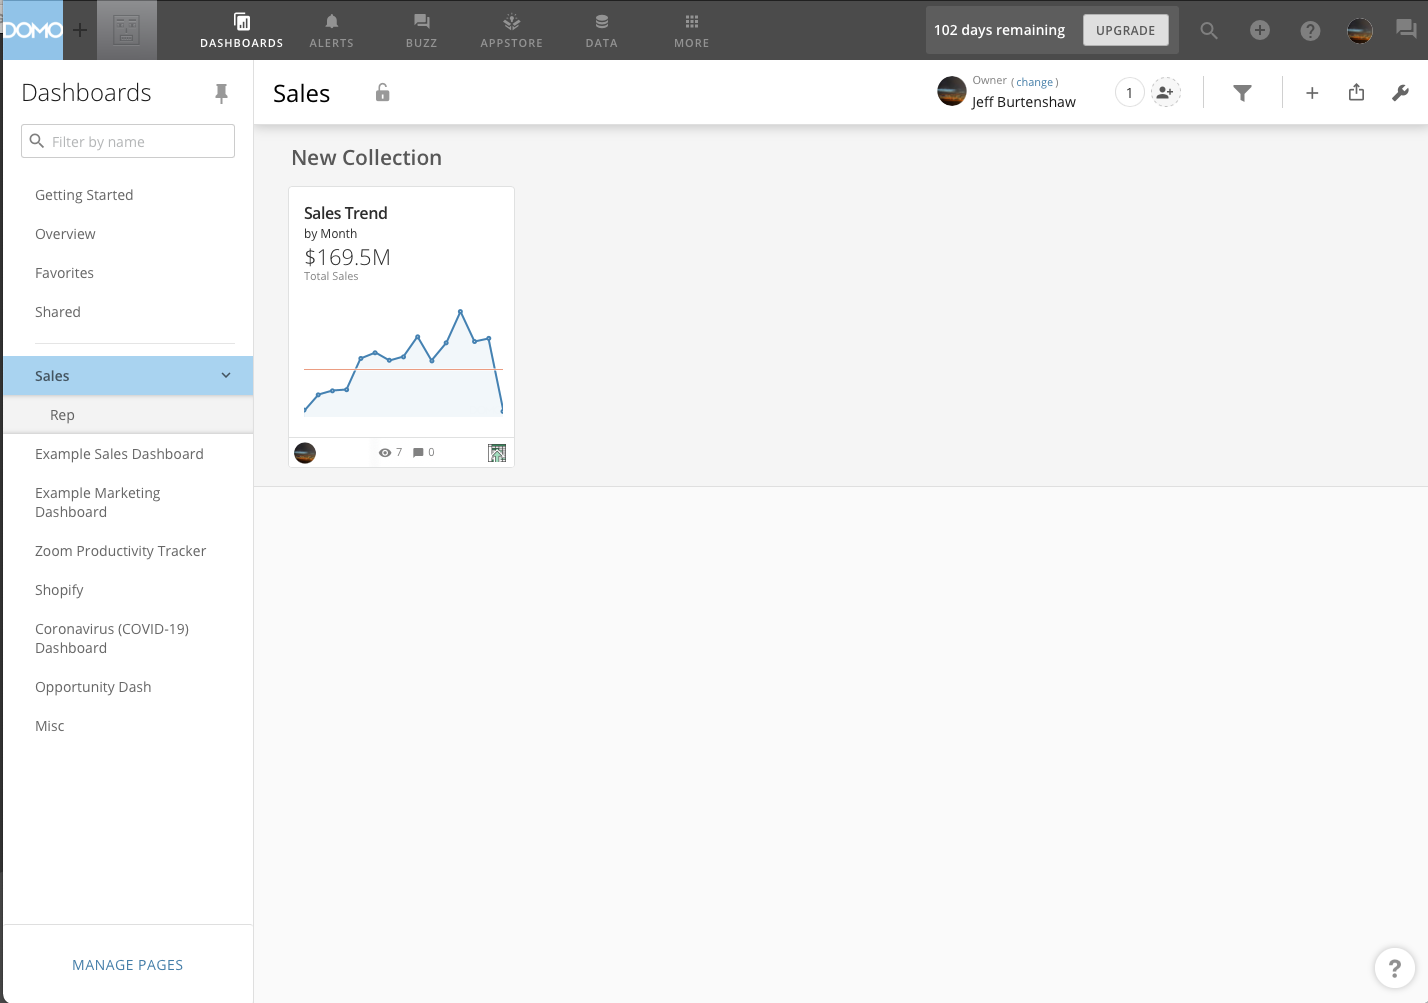 DOMO
DASHBOARDS
ALERTS
BUZZ
APPSTORE
DATA
MORE
102 days remaining
UPGRADE
Dashboards
Filter by name
Getting Started
Overview
Favorites
Shared
Sales
Rep
Example Sales Dashboard
Example Marketing
Dashboard
Zoom Productivity Tracker
Shopify
Coronavirus (COVID-19)
Dashboard
Opportunity Dash
Misc
MANAGE PAGES
Sales
Owner (change)
Jeff Burtenshaw
1
New Collection
Sales Trend
by Month
$169.5M
Total Sales
7
0
?